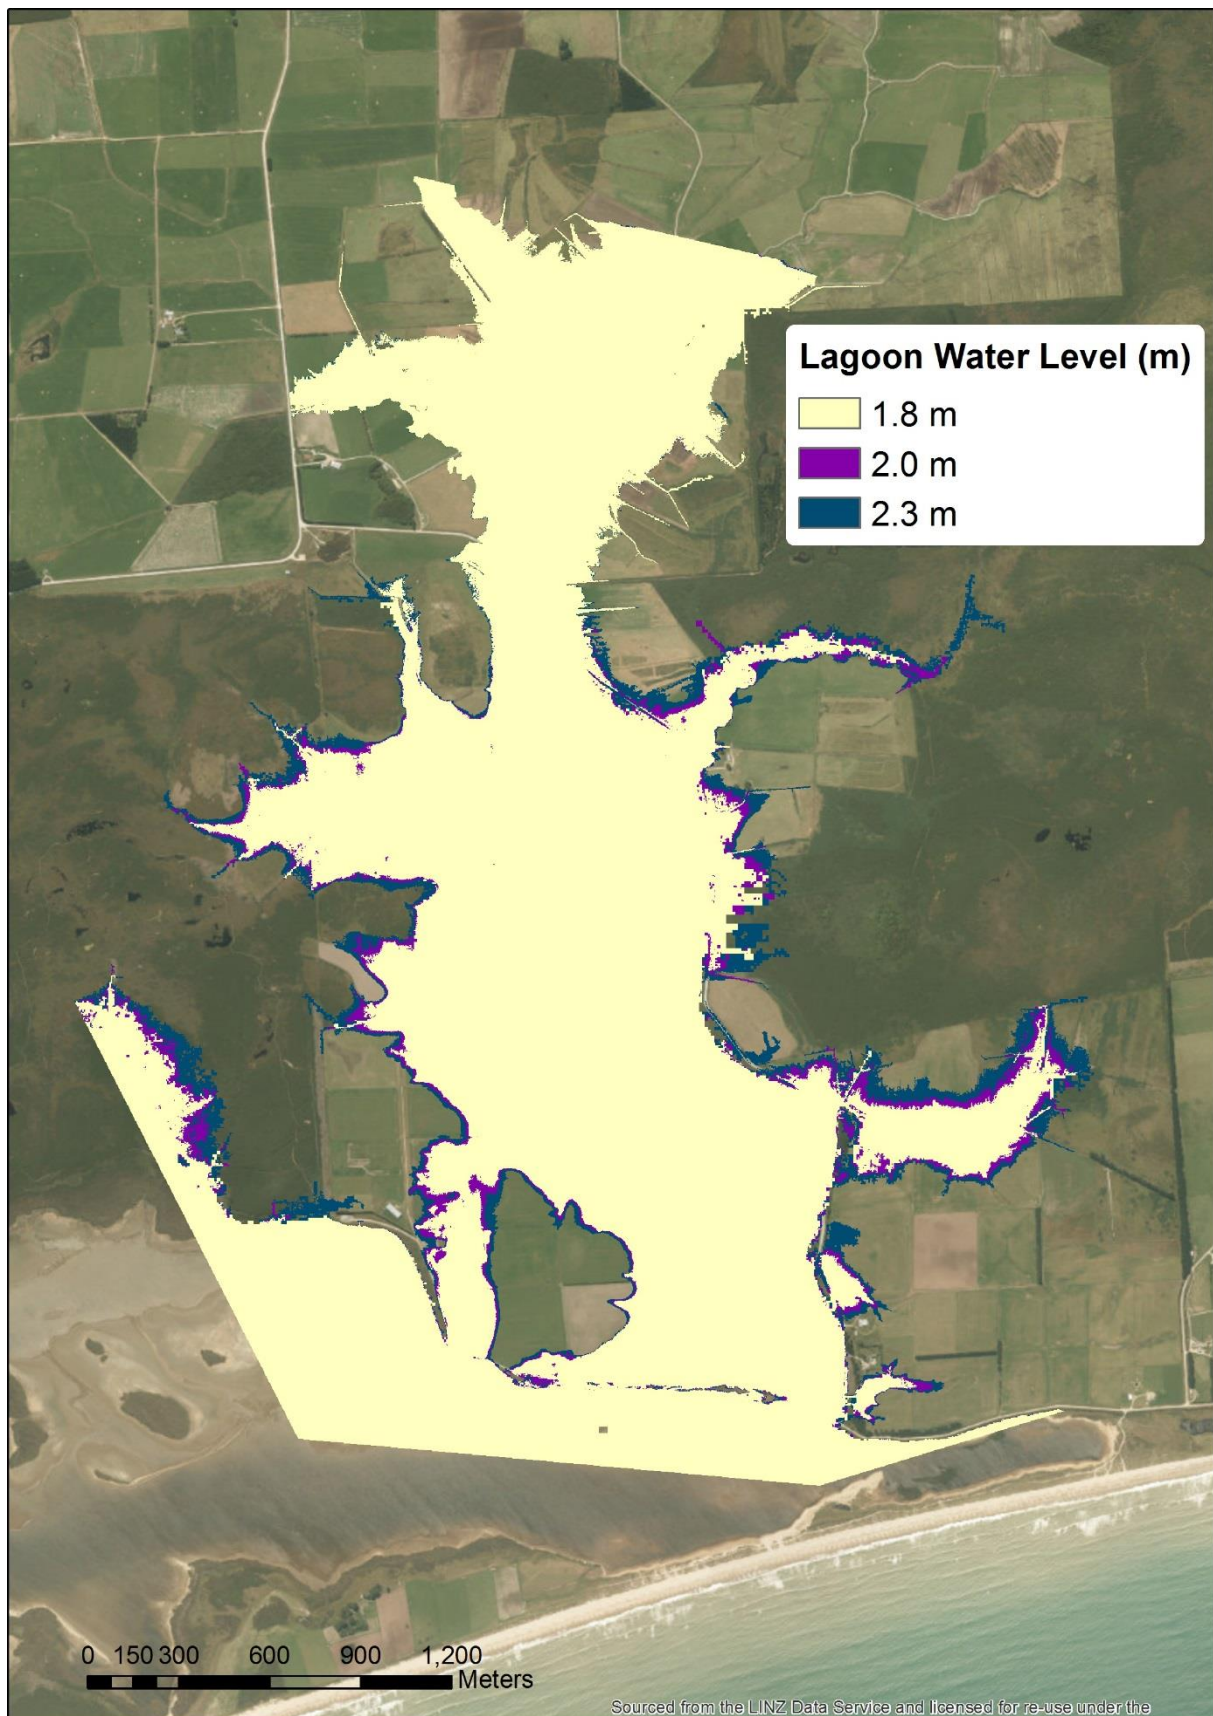 Lagoon Water Level (m)
1.8 m
2.0 m
2.3 m
0 150 300 600 900 1,200
Meters
Sourced from the LINZ Data Service and licensed for re-use under the